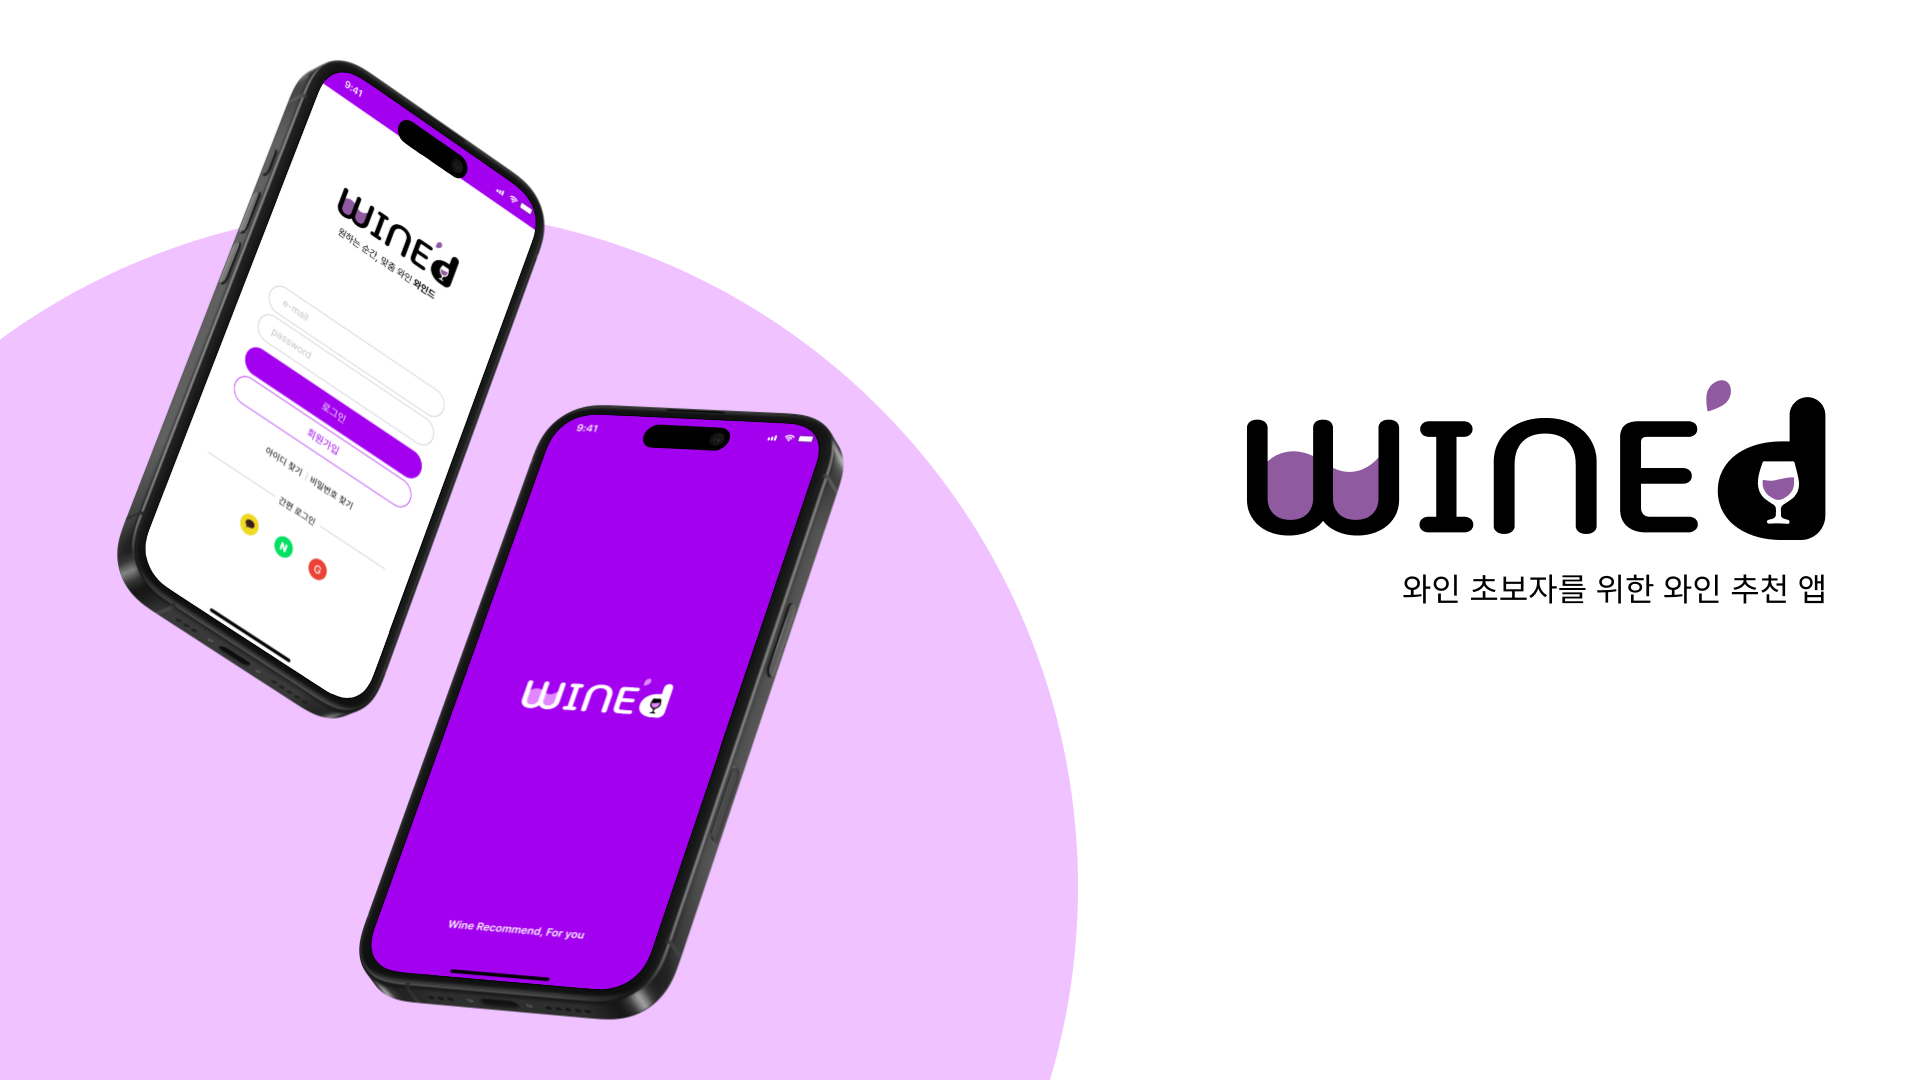 9:41
WINE'd
원하는 순간, 맞춤 와인 와인드
e-mail
password
로그인
회원가입
아이디 찾기 | 비밀번호 찾기
간편 로그인
N
G
9:41
WINE'd
Wine Recommend, For you
WINE'd
와인 초보자를 위한 와인 추천 앱